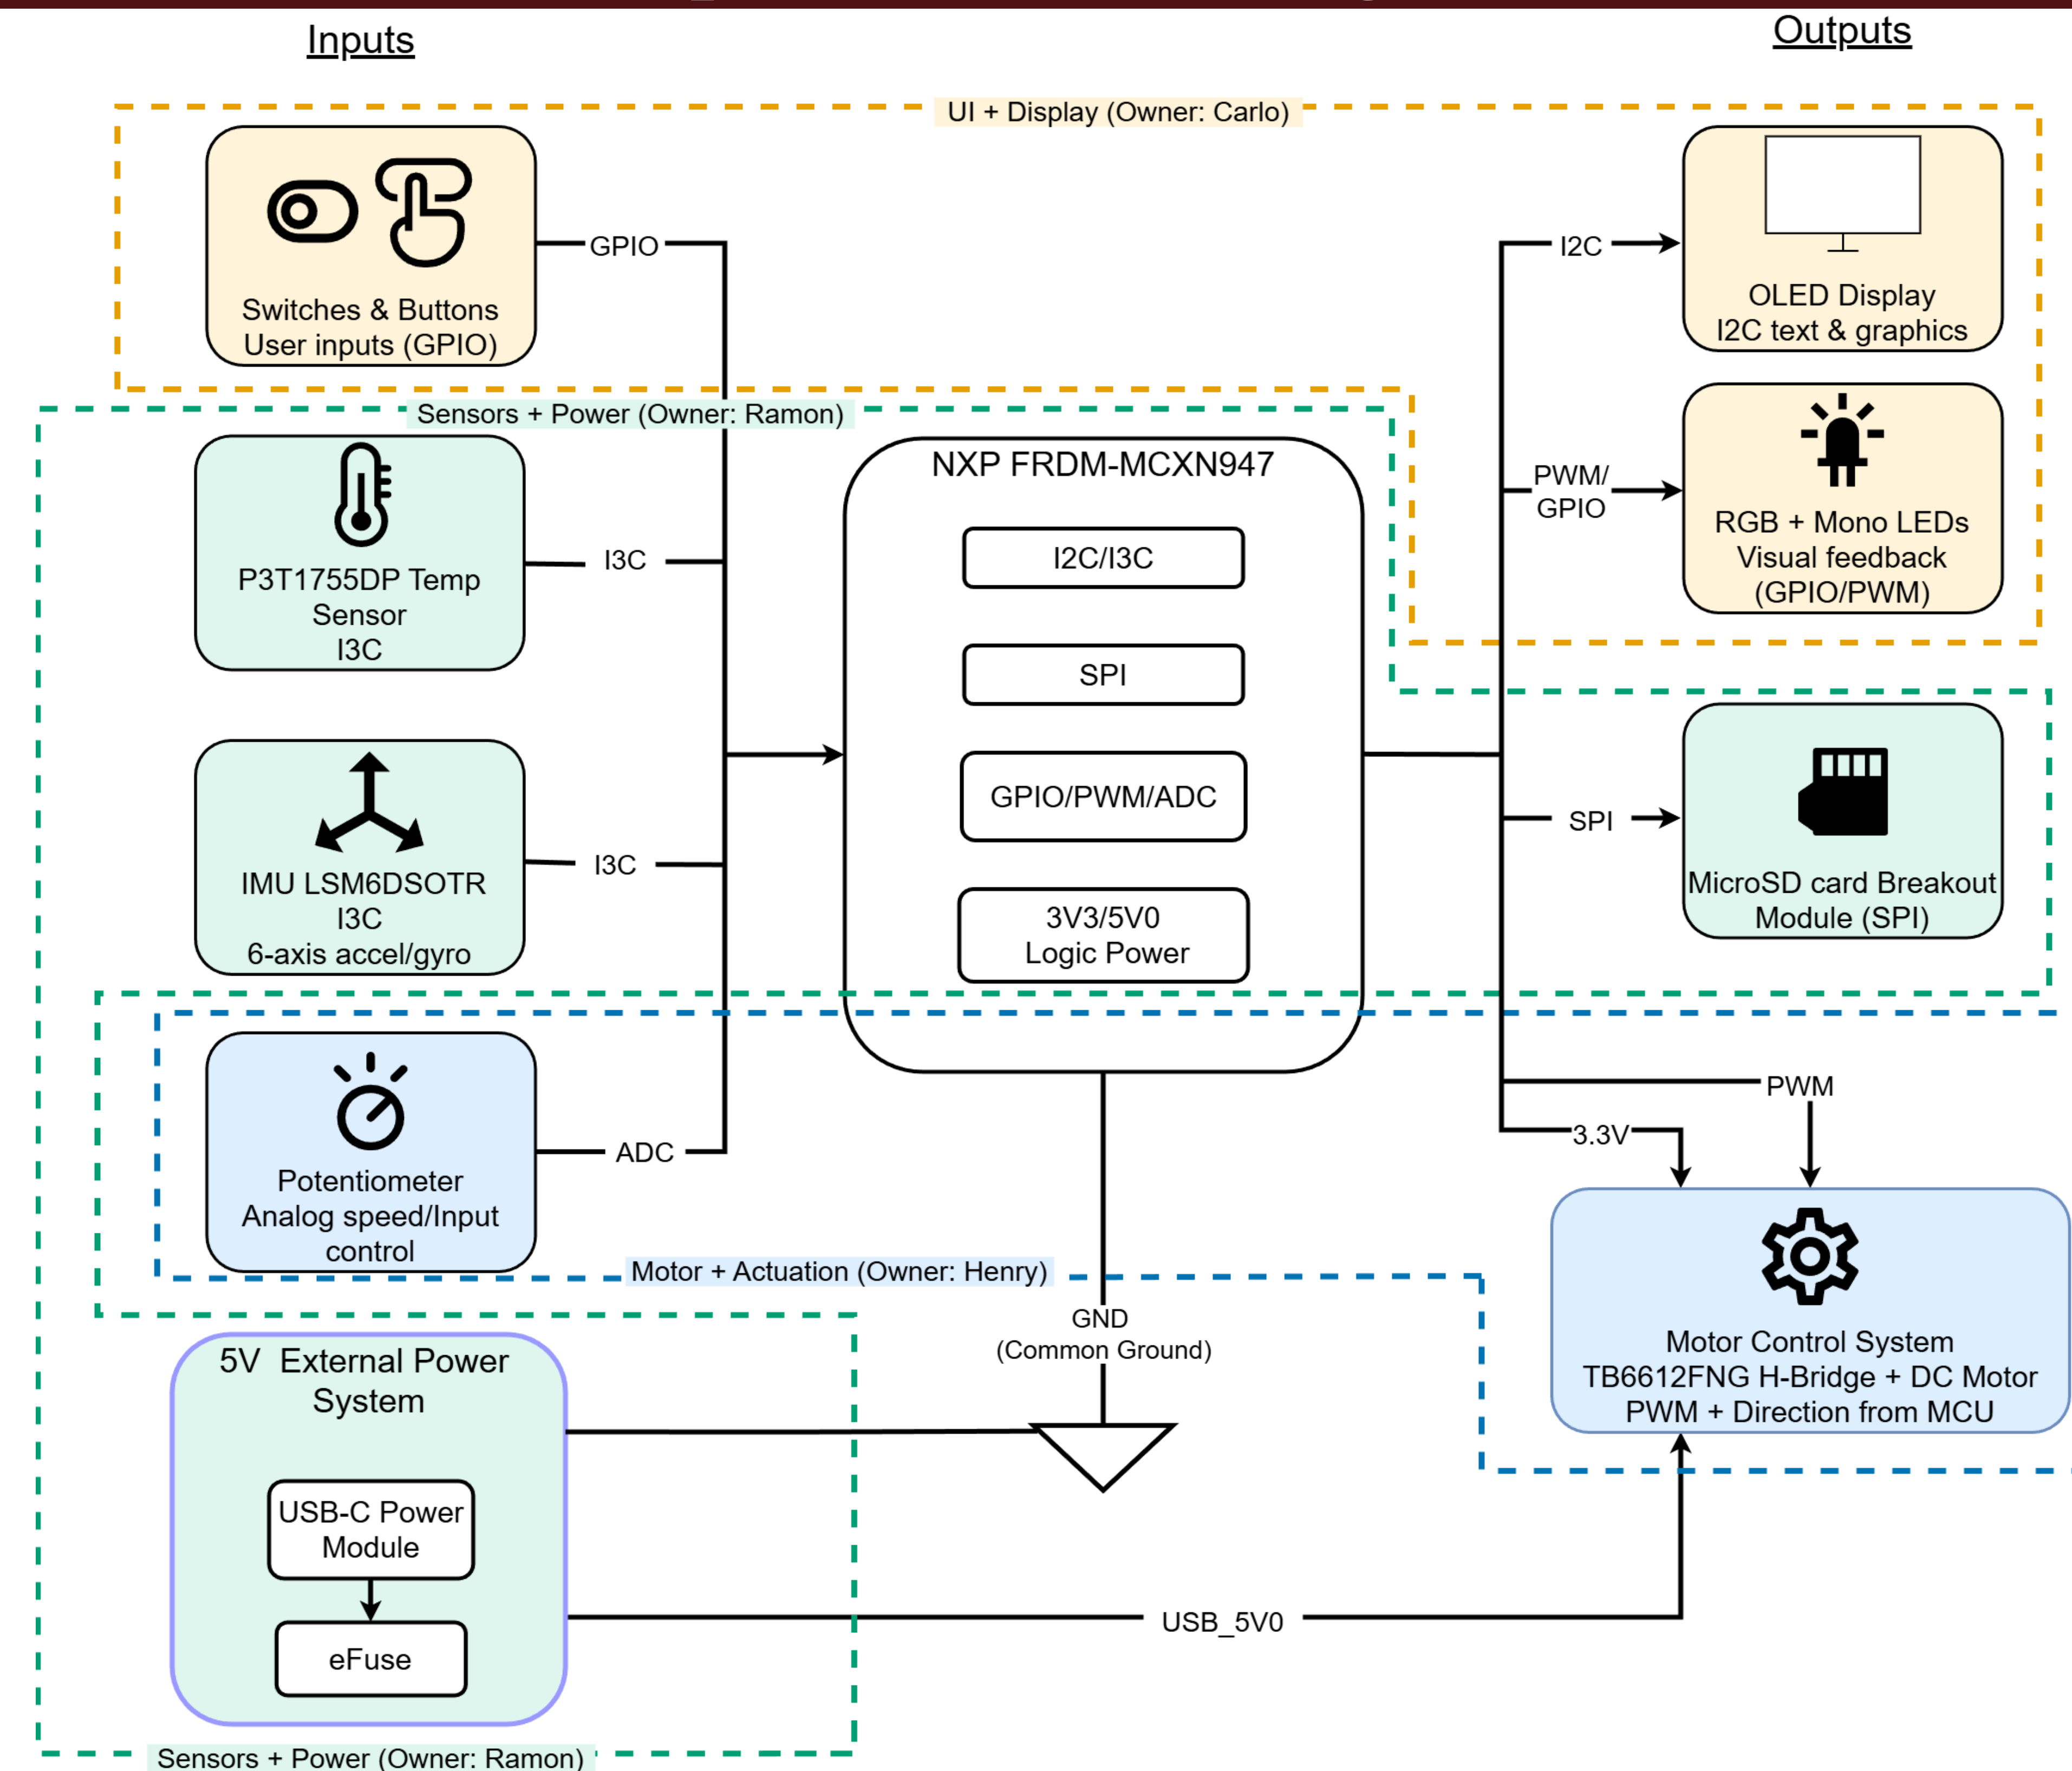 Inputs
Outputs
UI + Display (Owner: Carlo)
Switches & Buttons
User inputs (GPIO)
GPIO
I2C
OLED Display
I2C text & graphics
PWM/
GPIO
RGB + Mono LEDs
Visual feedback
(GPIO/PWM)
Sensors + Power (Owner: Ramon)
P3T1755DP Temp
Sensor
I3C
I3C
IMU LSM6DSOTR
I3C
6-axis accel/gyro
I3C
NXP FRDM-MCXN947
I2C/I3C
SPI
GPIO/PWM/ADC
3V3/5V0
Logic Power
SPI
MicroSD card Breakout
Module (SPI)
Potentiometer
Analog speed/Input
control
ADC
Motor + Actuation (Owner: Henry)
PWM
3.3V
Motor Control System
TB6612FNG H-Bridge + DC Motor
PWM + Direction from MCU
GND
(Common Ground)
5V External Power
System
USB-C Power
Module
eFuse
USB_5V0
Sensors + Power (Owner: Ramon)